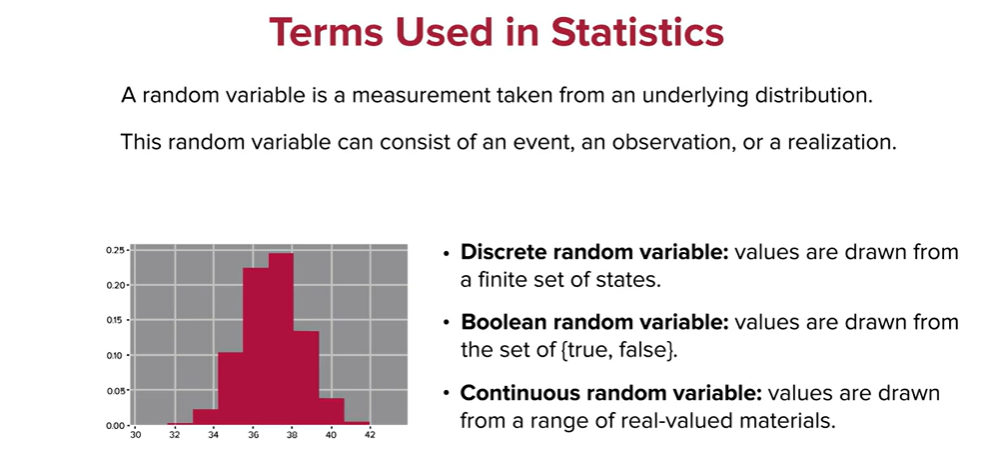 Terms Used in Statistics
A random variable is a measurement taken from an underlying distribution.
This random variable can consist of an event, an observation, or a realization.
0.25
0.20
0.15
0.10
0.05
0.00
30 32 34 36 38 40 42
• Discrete random variable: values are drawn from
a finite set of states.
• Boolean random variable: values are drawn from
the set of {true, false}.
• Continuous random variable: values are drawn
from a range of real-valued materials.